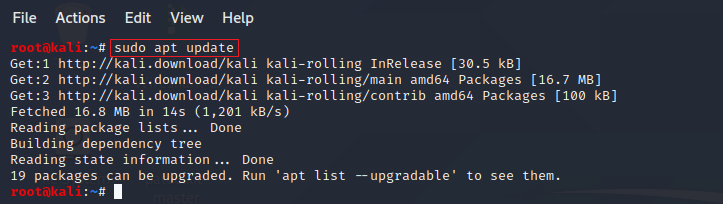 File Actions Edit View Help
root@kali:~# sudo apt update
Get:1 http://kali.download/kali kali-rolling InRelease [30.5 kB]
Get:2 http://kali.download/kali kali-rolling/main amd64 Packages [16.7 MB]
Get:3 http://kali.download/kali kali-rolling/contrib amd64 Packages [100 kB]
Fetched 16.8 MB in 14s (1,201 kB/s)
Reading package lists... Done
Building dependency tree
Reading state information... Done
19 packages can be upgraded. Run 'apt list --upgradable' to see them.
root@kali:~#